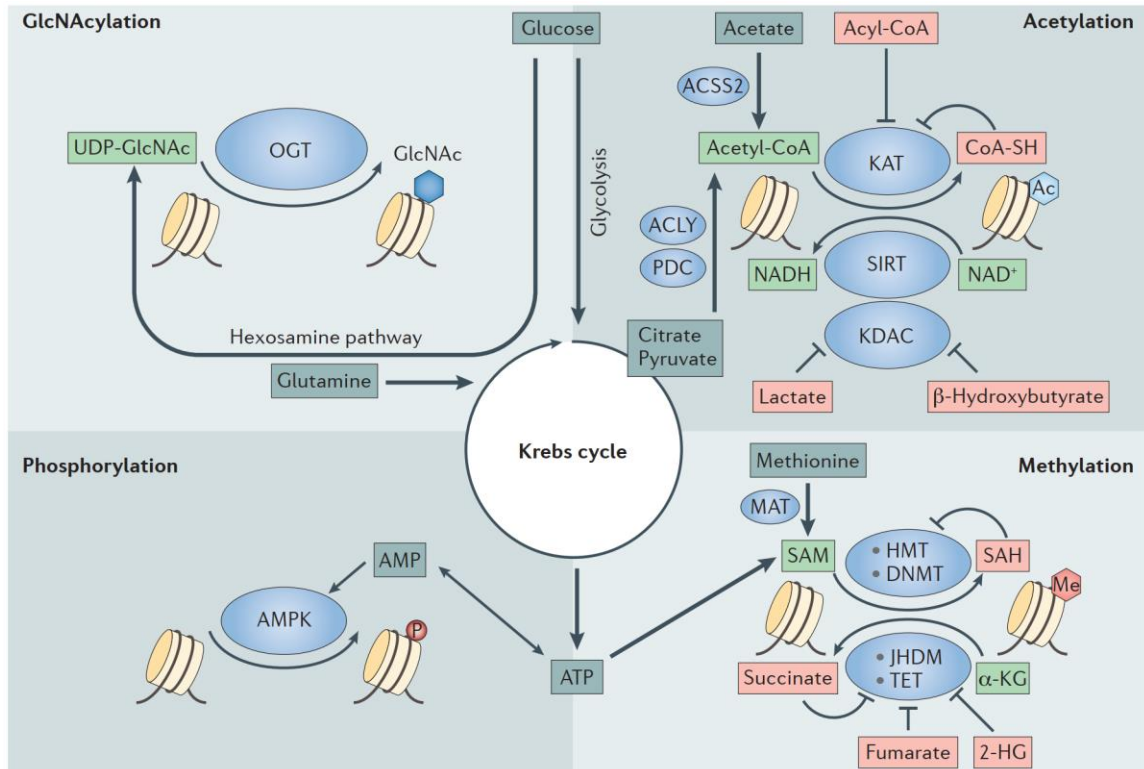 GlcNAcylation
Glucose
UDP-GlcNAc
OGT
GlcNAc
Glycolysis
Hexosamine pathway
Glutamine
Acetylation
Acetate
Acyl-CoA
ACSS2
Acetyl-CoA
KAT
CoA-SH
Ac
ACLY
PDC
NADH
SIRT
NAD⁺
KDAC
Citrate
Pyruvate
Lactate
β-Hydroxybutyrate
Krebs cycle
Phosphorylation
AMP
AMPK
P
ATP
Methylation
Methionine
MAT
SAM
• HMT
• DNMT
SAH
Me
Succinate
• JHDM
• TET
α-KG
Fumarate
2-HG